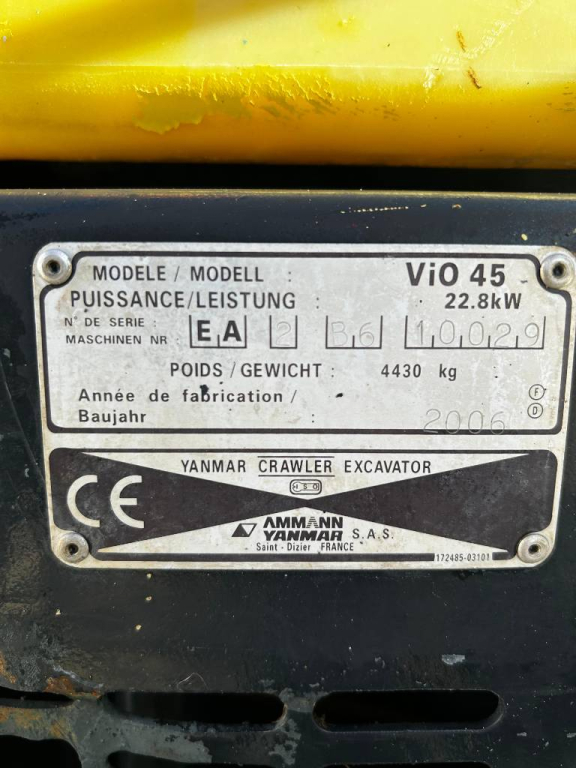 MODELE / MODELL : ViO 45
PUISSANCE/LEISTUNG : 22.8kW
N° DE SERIE :
MASCHINEN NR : EA 2 B6 10029
POIDS / GEWICHT : 4430 kg
Année de fabrication /
Baujahr : 2006
F
D
YANMAR CRAWLER EXCAVATOR
CE
AMMANN
YANMAR S.A.S.
Saint - Dizier FRANCE
172485-03101